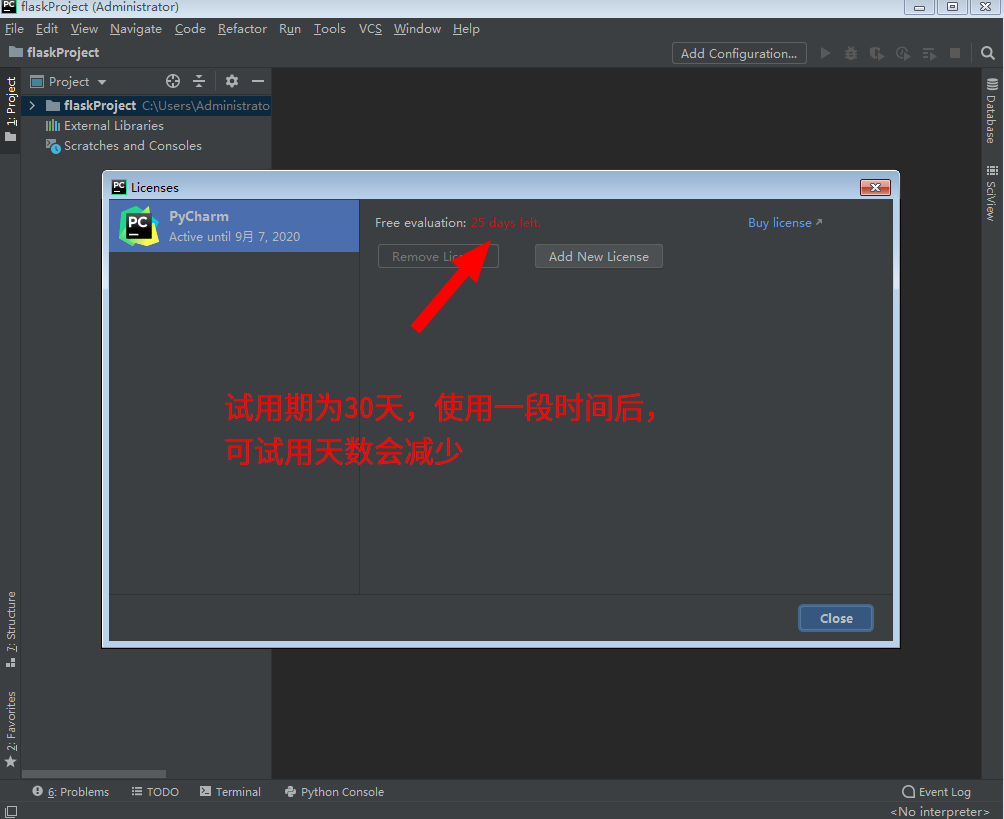 flaskProject (Administrator)
File Edit View Navigate Code Refactor Run Tools VCS Window Help
flaskProject
Add Configuration...
1: Project
Project
flaskProject C:\Users\Administrato
External Libraries
Scratches and Consoles
Database
SciView
Licenses
PyCharm
Active until 9月 7, 2020
Free evaluation: 25 days left.
Buy license
Remove Lic
Add New License
试用期为30天，使用一段时间后，
可试用天数会减少
Close
7: Structure
2: Favorites
6: Problems TODO Terminal Python Console
Event Log
<No interpreter>
PC
PC
PC